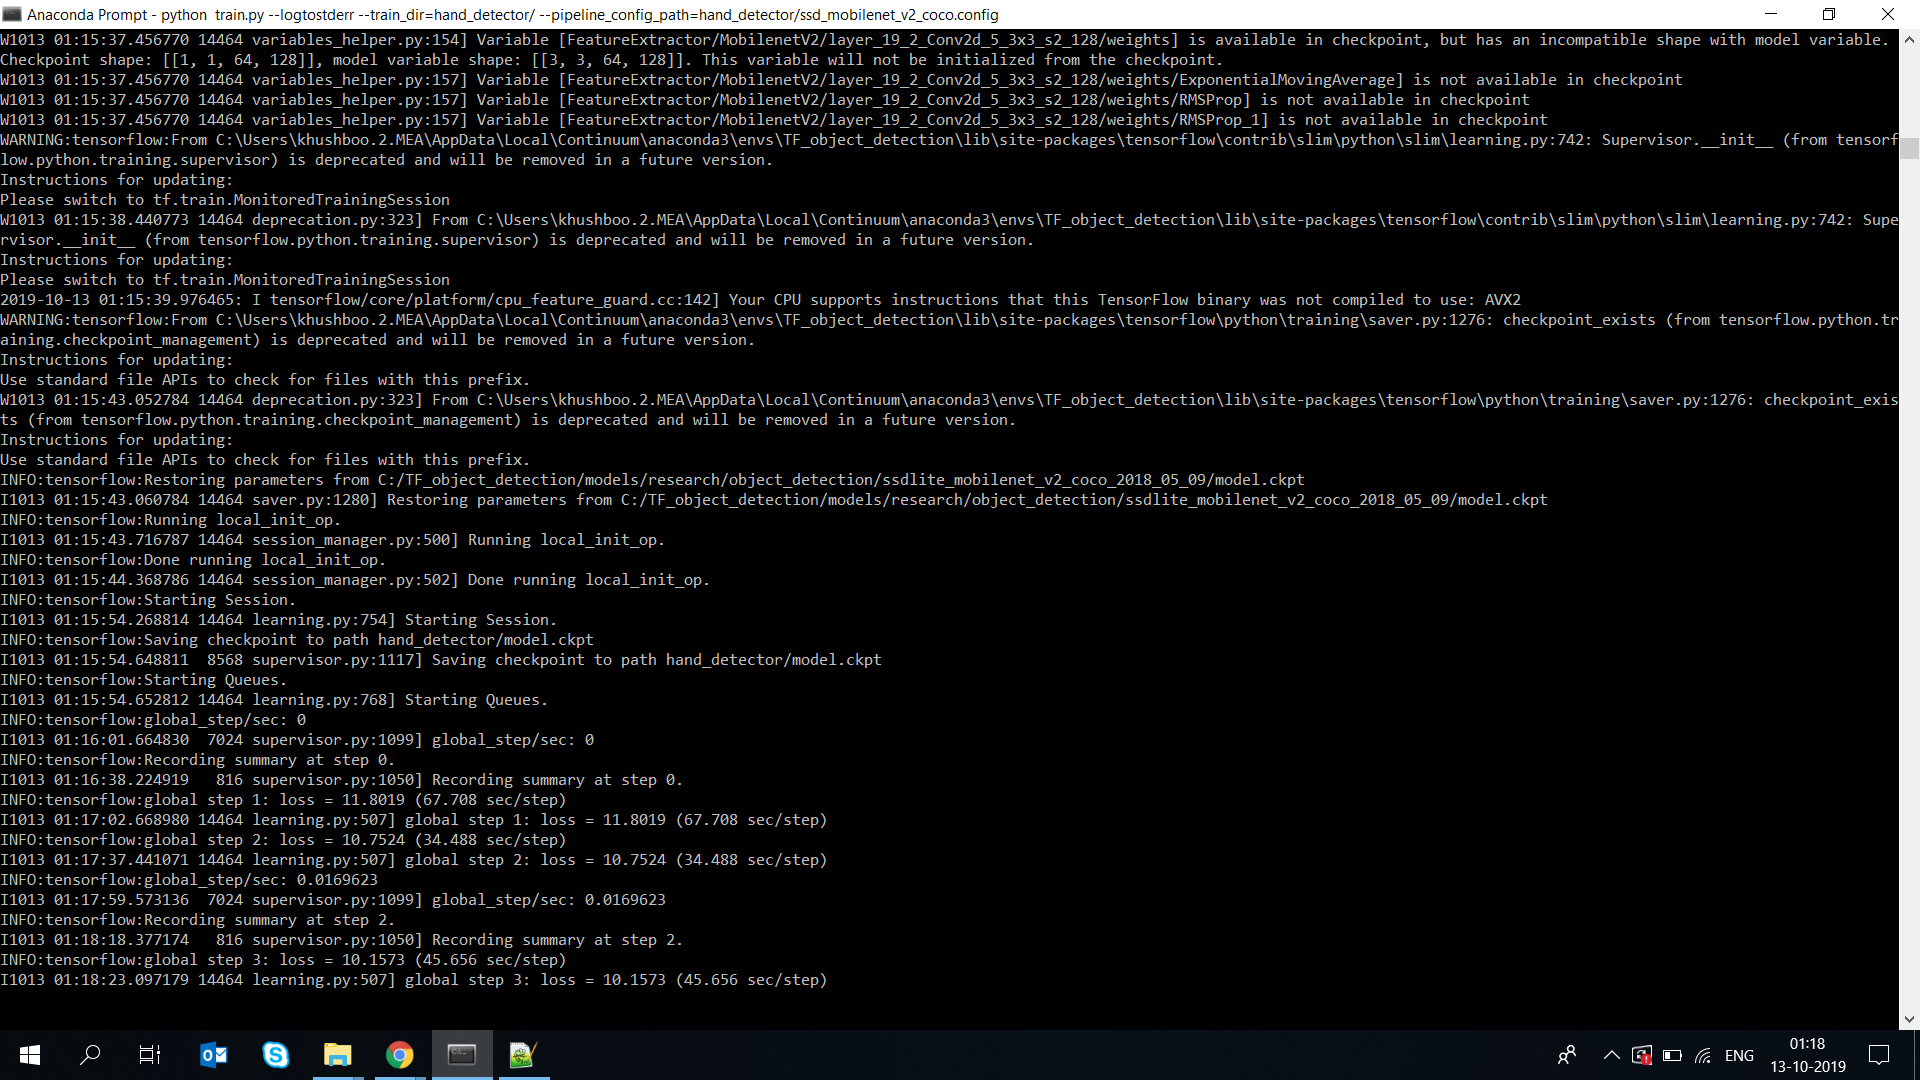 Anaconda Prompt - python  train.py --logtostderr --train_dir=hand_detector/ --pipeline_config_path=hand_detector/ssd_mobilenet_v2_coco.config
W1013 01:15:37.456770 14464 variables_helper.py:154] Variable [FeatureExtractor/MobilenetV2/layer_19_2_Conv2d_5_3x3_s2_128/weights] is available in checkpoint, but has an incompatible shape with model variable.
Checkpoint shape: [[1, 1, 64, 128]], model variable shape: [[3, 3, 64, 128]]. This variable will not be initialized from the checkpoint.
W1013 01:15:37.456770 14464 variables_helper.py:157] Variable [FeatureExtractor/MobilenetV2/layer_19_2_Conv2d_5_3x3_s2_128/weights/ExponentialMovingAverage] is not available in checkpoint
W1013 01:15:37.456770 14464 variables_helper.py:157] Variable [FeatureExtractor/MobilenetV2/layer_19_2_Conv2d_5_3x3_s2_128/weights/RMSProp] is not available in checkpoint
W1013 01:15:37.456770 14464 variables_helper.py:157] Variable [FeatureExtractor/MobilenetV2/layer_19_2_Conv2d_5_3x3_s2_128/weights/RMSProp_1] is not available in checkpoint
WARNING:tensorflow:From C:\Users\khushboo.2.MEA\AppData\Local\Continuum\anaconda3\envs\TF_object_detection\lib\site-packages\tensorflow\contrib\slim\python\slim\learning.py:742: Supervisor.__init__ (from tensorf
low.python.training.supervisor) is deprecated and will be removed in a future version.
Instructions for updating:
Please switch to tf.train.MonitoredTrainingSession
W1013 01:15:38.440773 14464 deprecation.py:323] From C:\Users\khushboo.2.MEA\AppData\Local\Continuum\anaconda3\envs\TF_object_detection\lib\site-packages\tensorflow\contrib\slim\python\slim\learning.py:742: Supe
rvisor.__init__ (from tensorflow.python.training.supervisor) is deprecated and will be removed in a future version.
Instructions for updating:
Please switch to tf.train.MonitoredTrainingSession
2019-10-13 01:15:39.976465: I tensorflow/core/platform/cpu_feature_guard.cc:142] Your CPU supports instructions that this TensorFlow binary was not compiled to use: AVX2
WARNING:tensorflow:From C:\Users\khushboo.2.MEA\AppData\Local\Continuum\anaconda3\envs\TF_object_detection\lib\site-packages\tensorflow\python\training\saver.py:1276: checkpoint_exists (from tensorflow.python.tr
aining.checkpoint_management) is deprecated and will be removed in a future version.
Instructions for updating:
Use standard file APIs to check for files with this prefix.
W1013 01:15:43.052784 14464 deprecation.py:323] From C:\Users\khushboo.2.MEA\AppData\Local\Continuum\anaconda3\envs\TF_object_detection\lib\site-packages\tensorflow\python\training\saver.py:1276: checkpoint_exis
ts (from tensorflow.python.training.checkpoint_management) is deprecated and will be removed in a future version.
Instructions for updating:
Use standard file APIs to check for files with this prefix.
INFO:tensorflow:Restoring parameters from C:/TF_object_detection/models/research/object_detection/ssdlite_mobilenet_v2_coco_2018_05_09/model.ckpt
I1013 01:15:43.060784 14464 saver.py:1280] Restoring parameters from C:/TF_object_detection/models/research/object_detection/ssdlite_mobilenet_v2_coco_2018_05_09/model.ckpt
INFO:tensorflow:Running local_init_op.
I1013 01:15:43.716787 14464 session_manager.py:500] Running local_init_op.
INFO:tensorflow:Done running local_init_op.
I1013 01:15:44.368786 14464 session_manager.py:502] Done running local_init_op.
INFO:tensorflow:Starting Session.
I1013 01:15:54.268814 14464 learning.py:754] Starting Session.
INFO:tensorflow:Saving checkpoint to path hand_detector/model.ckpt
I1013 01:15:54.648811  8568 supervisor.py:1117] Saving checkpoint to path hand_detector/model.ckpt
INFO:tensorflow:Starting Queues.
I1013 01:15:54.652812 14464 learning.py:768] Starting Queues.
INFO:tensorflow:global_step/sec: 0
I1013 01:16:01.664830  7024 supervisor.py:1099] global_step/sec: 0
INFO:tensorflow:Recording summary at step 0.
I1013 01:16:38.224919   816 supervisor.py:1050] Recording summary at step 0.
INFO:tensorflow:global step 1: loss = 11.8019 (67.708 sec/step)
I1013 01:17:02.668980 14464 learning.py:507] global step 1: loss = 11.8019 (67.708 sec/step)
INFO:tensorflow:global step 2: loss = 10.7524 (34.488 sec/step)
I1013 01:17:37.441071 14464 learning.py:507] global step 2: loss = 10.7524 (34.488 sec/step)
INFO:tensorflow:global_step/sec: 0.0169623
I1013 01:17:59.573136  7024 supervisor.py:1099] global_step/sec: 0.0169623
INFO:tensorflow:Recording summary at step 2.
I1013 01:18:18.377174   816 supervisor.py:1050] Recording summary at step 2.
INFO:tensorflow:global step 3: loss = 10.1573 (45.656 sec/step)
I1013 01:18:23.097179 14464 learning.py:507] global step 3: loss = 10.1573 (45.656 sec/step)
ENG
01:18
13-10-2019